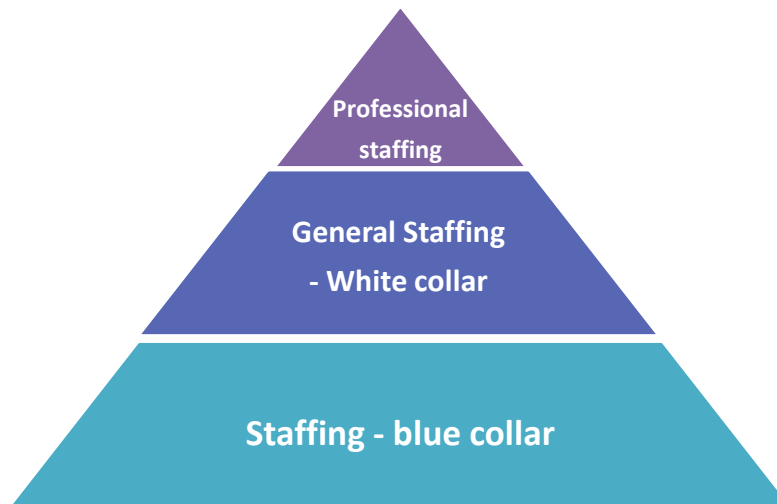 Professional
staffing
General Staffing
- White collar
Staffing - blue collar